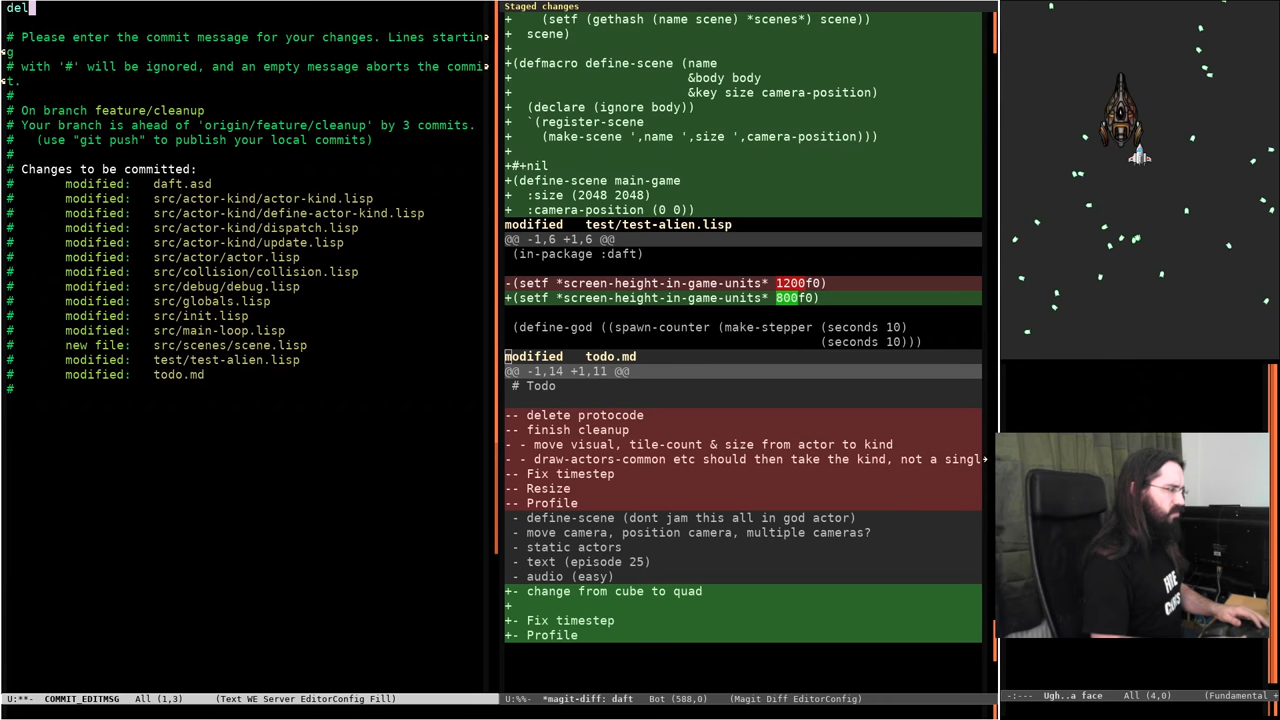 del
# Please enter the commit message for your changes. Lines startin
g
# with '#' will be ignored, and an empty message aborts the commi
t.
#
# On branch feature/cleanup
# Your branch is ahead of 'origin/feature/cleanup' by 3 commits.
#   (use "git push" to publish your local commits)
#
# Changes to be committed:
#       modified:   daft.asd
#       modified:   src/actor-kind/actor-kind.lisp
#       modified:   src/actor-kind/define-actor-kind.lisp
#       modified:   src/actor-kind/dispatch.lisp
#       modified:   src/actor-kind/update.lisp
#       modified:   src/actor/actor.lisp
#       modified:   src/collision/collision.lisp
#       modified:   src/debug/debug.lisp
#       modified:   src/globals.lisp
#       modified:   src/init.lisp
#       modified:   src/main-loop.lisp
#       new file:   src/scenes/scene.lisp
#       modified:   test/test-alien.lisp
#       modified:   todo.md
#
U:**-  COMMIT_EDITMSG   All (1,3)     (Text WE Server EditorConfig Fill)
Staged changes
+    (setf (gethash (name scene) *scenes*) scene))
+  scene)
+
+(defmacro define-scene (name
+                        &body body
+                        &key size camera-position)
+  (declare (ignore body))
+  `(register-scene
+    (make-scene ',name ',size ',camera-position)))
+
+#+nil
+(define-scene main-game
+  :size (2048 2048)
+  :camera-position (0 0))
modified   test/test-alien.lisp
@@ -1,6 +1,6 @@
 (in-package :daft)
-(setf *screen-height-in-game-units* 1200f0)
+(setf *screen-height-in-game-units* 800f0)
 (define-god ((spawn-counter (make-stepper (seconds 10)
                                           (seconds 10)))
modified   todo.md
@@ -1,14 +1,11 @@
 # Todo
-- delete protocode
-- finish cleanup
- - move visual, tile-count & size from actor to kind
- - draw-actors-common etc should then take the kind, not a singl
-- Fix timestep
-- Resize
-- Profile
 - define-scene (dont jam this all in god actor)
 - move camera, position camera, multiple cameras?
 - static actors
 - text (episode 25)
 - audio (easy)
+- change from cube to quad
+
+- Fix timestep
+- Profile
U:%%-  *magit-diff: daft   Bot (588,0)    (Magit Diff EditorConfig)
-:---  Ugh..a face   All (4,0)     (Fundamental +